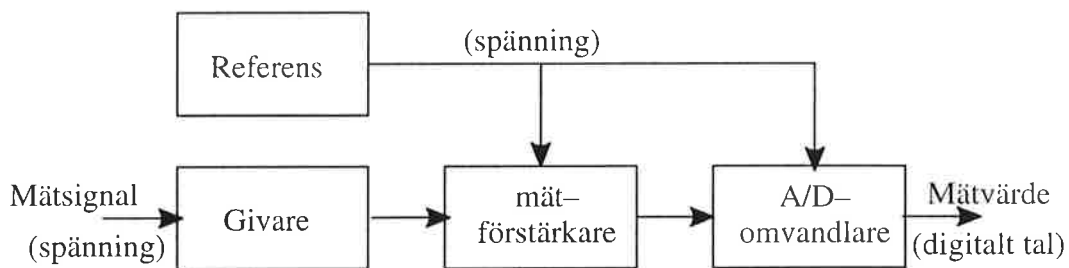 (spänning)
Referens
Mätsignal
(spänning)
Givare
mät–
förstärkare
A/D–
omvandlare
Mätvärde
(digitalt tal)